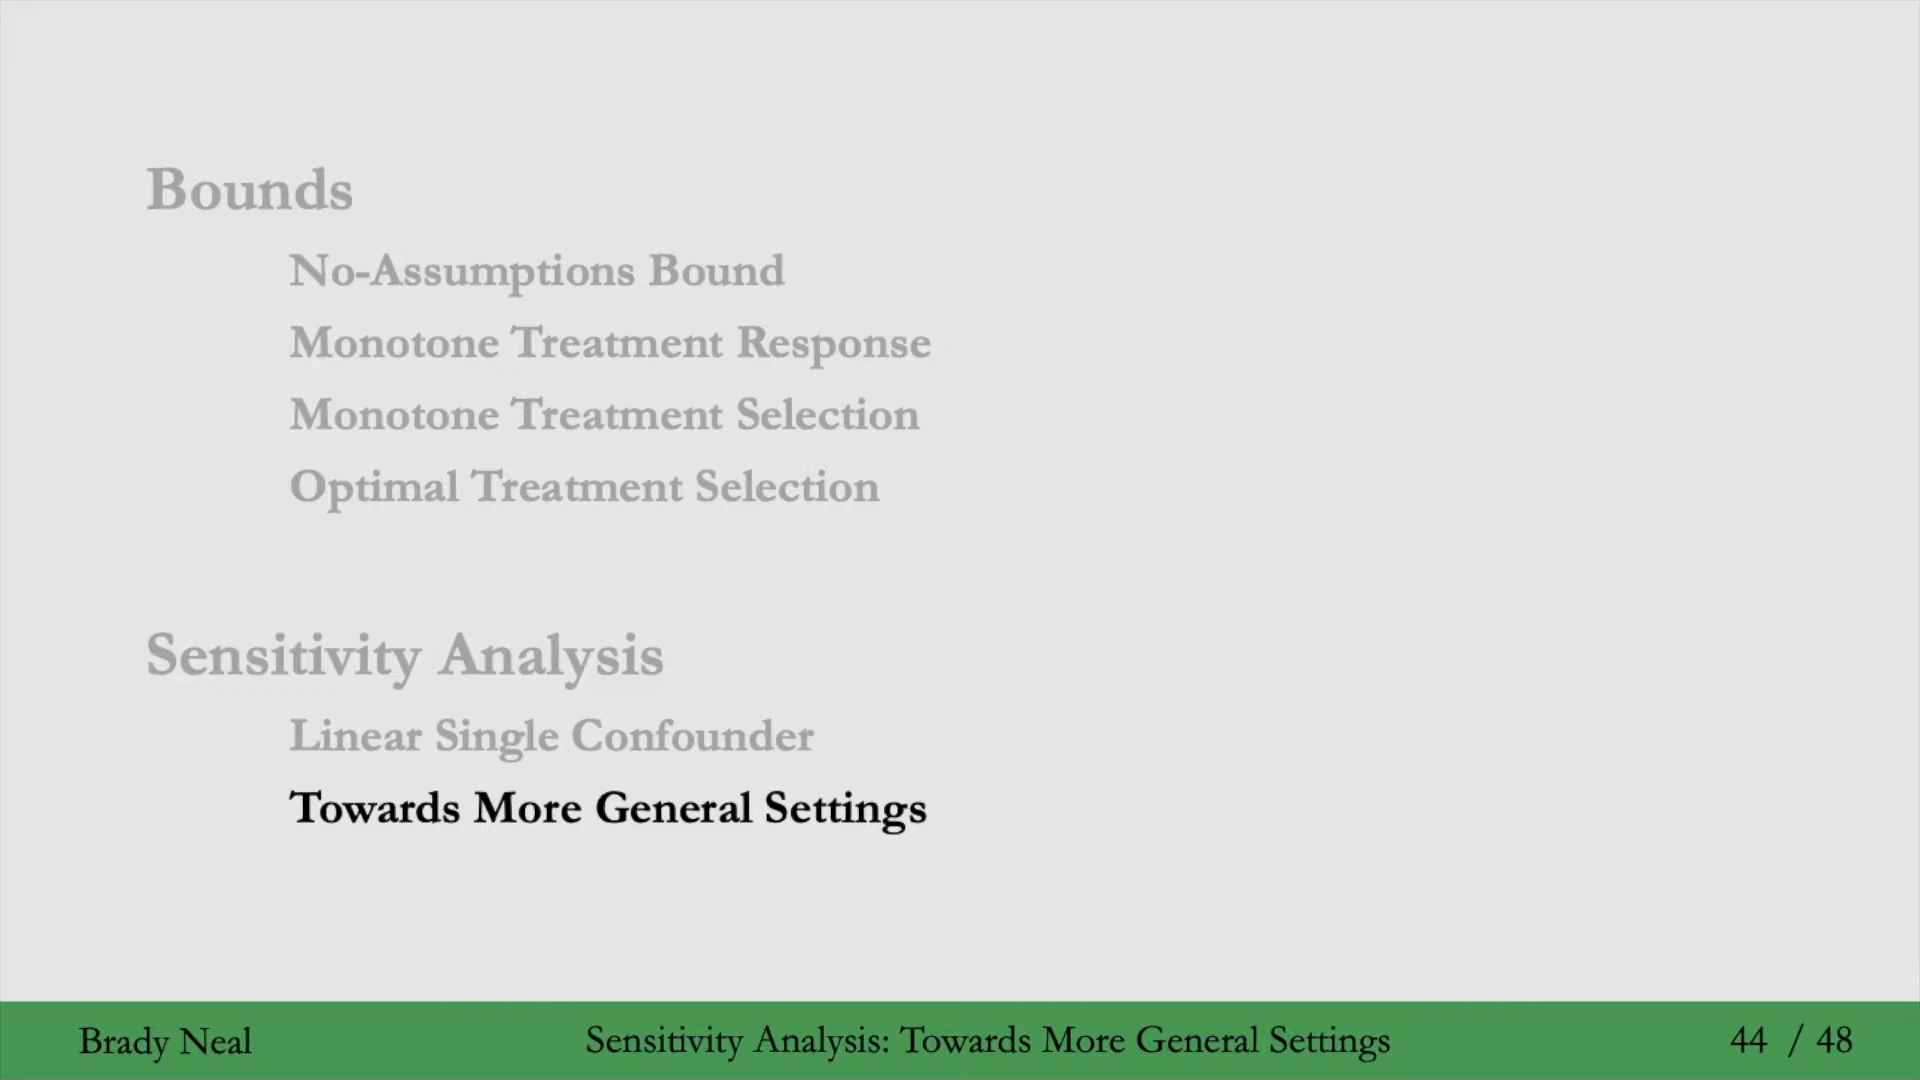 Bounds
No-Assumptions Bound
Monotone Treatment Response
Monotone Treatment Selection
Optimal Treatment Selection
Sensitivity Analysis
Linear Single Confounder
Towards More General Settings
Brady Neal
Sensitivity Analysis: Towards More General Settings
44 / 48